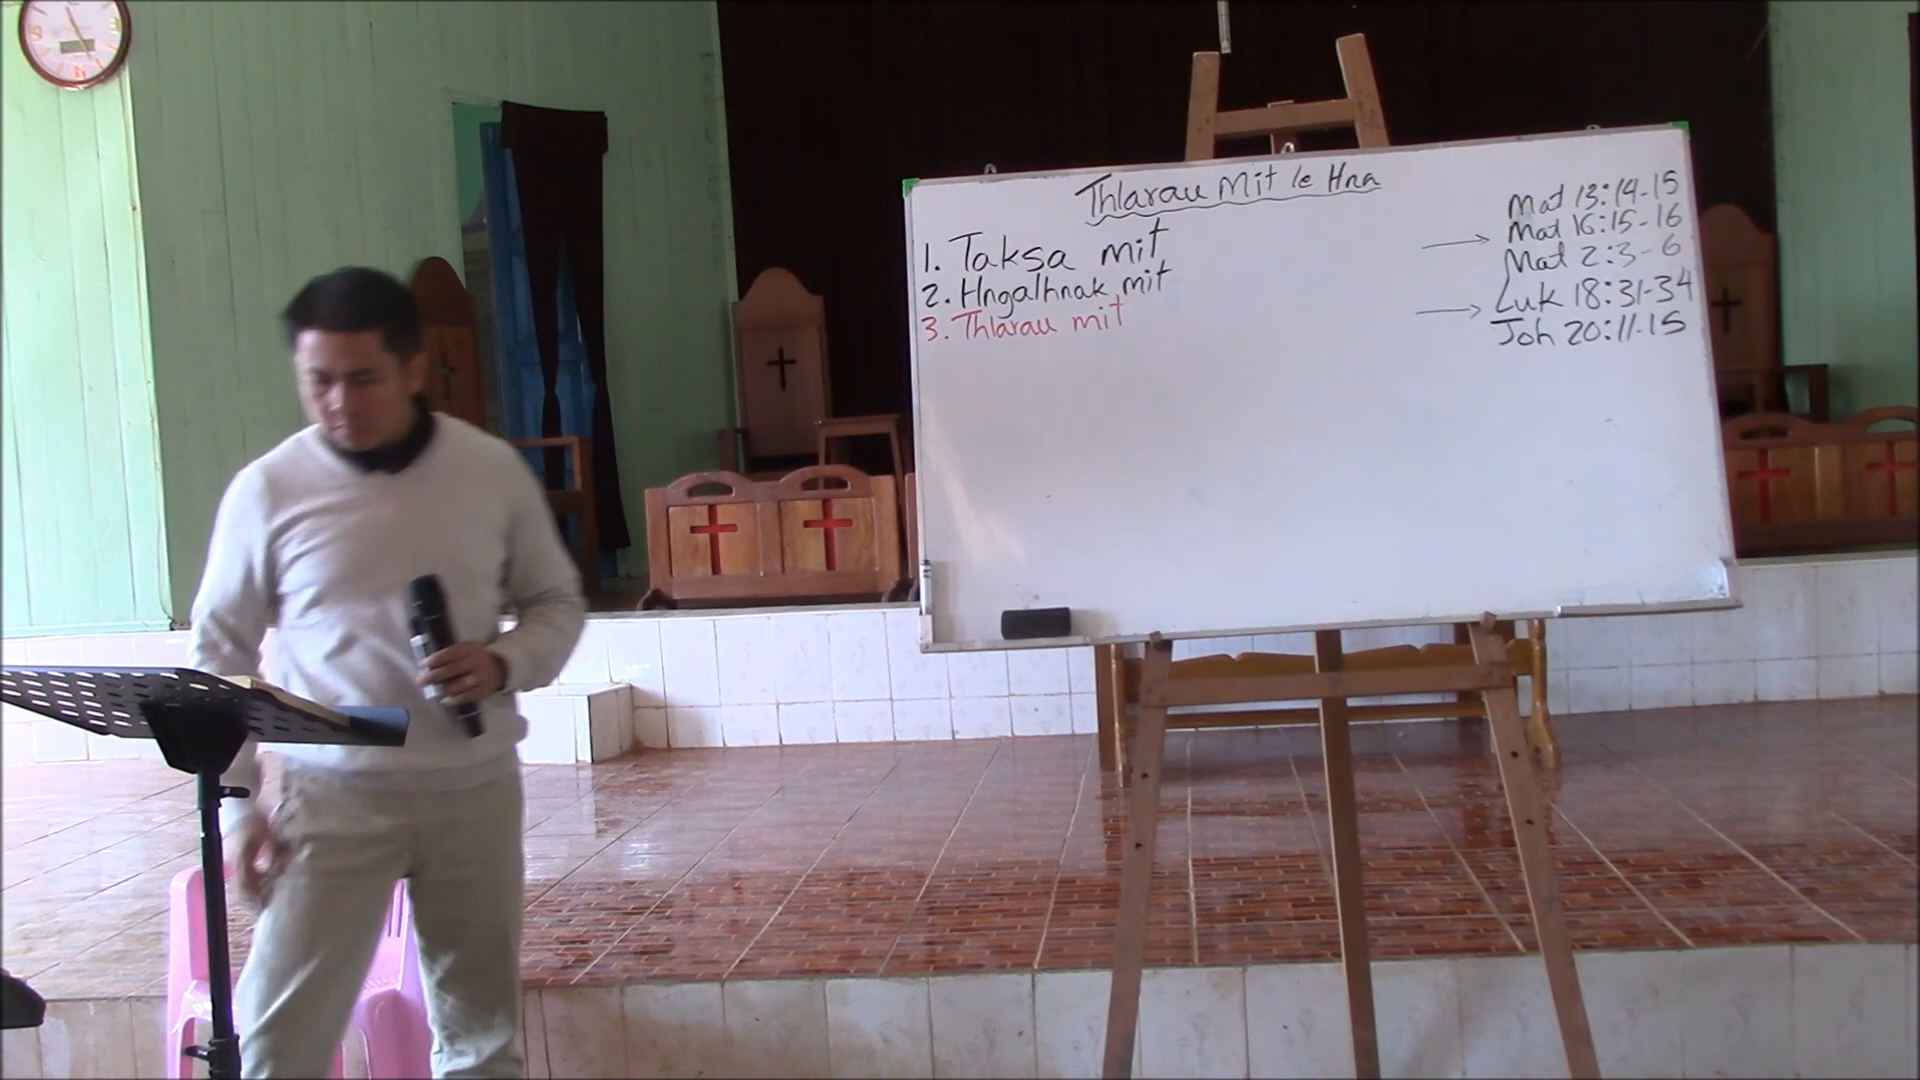 Thlarau Mit le Hna
1. Taksa mit
2. Hngalhnak mit
3. Thlarau mit
Mat 13:14-15
Mat 16:15-16
Mat 2:3-6
Luk 18:31-34
Joh 20:11-15